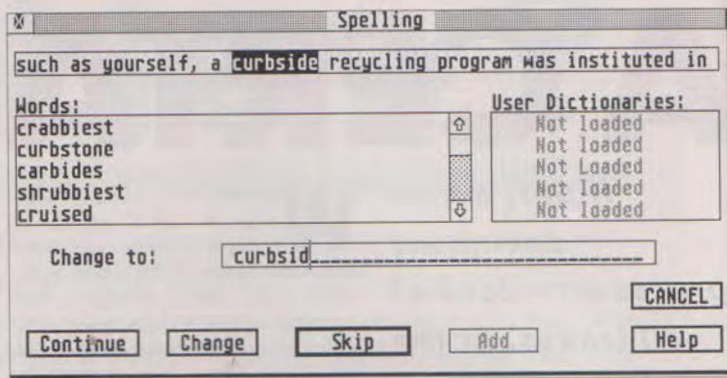 Spelling
such as yourself, a curbside recycling program was instituted in
Words:
User Dictionaries:
crabbiest
curbstone
carbides
shrubbiest
cruised
Not loaded
Not loaded
Not Loaded
Not loaded
Not loaded
Change to: curbsid
CANCEL
Continue Change Skip Add Help